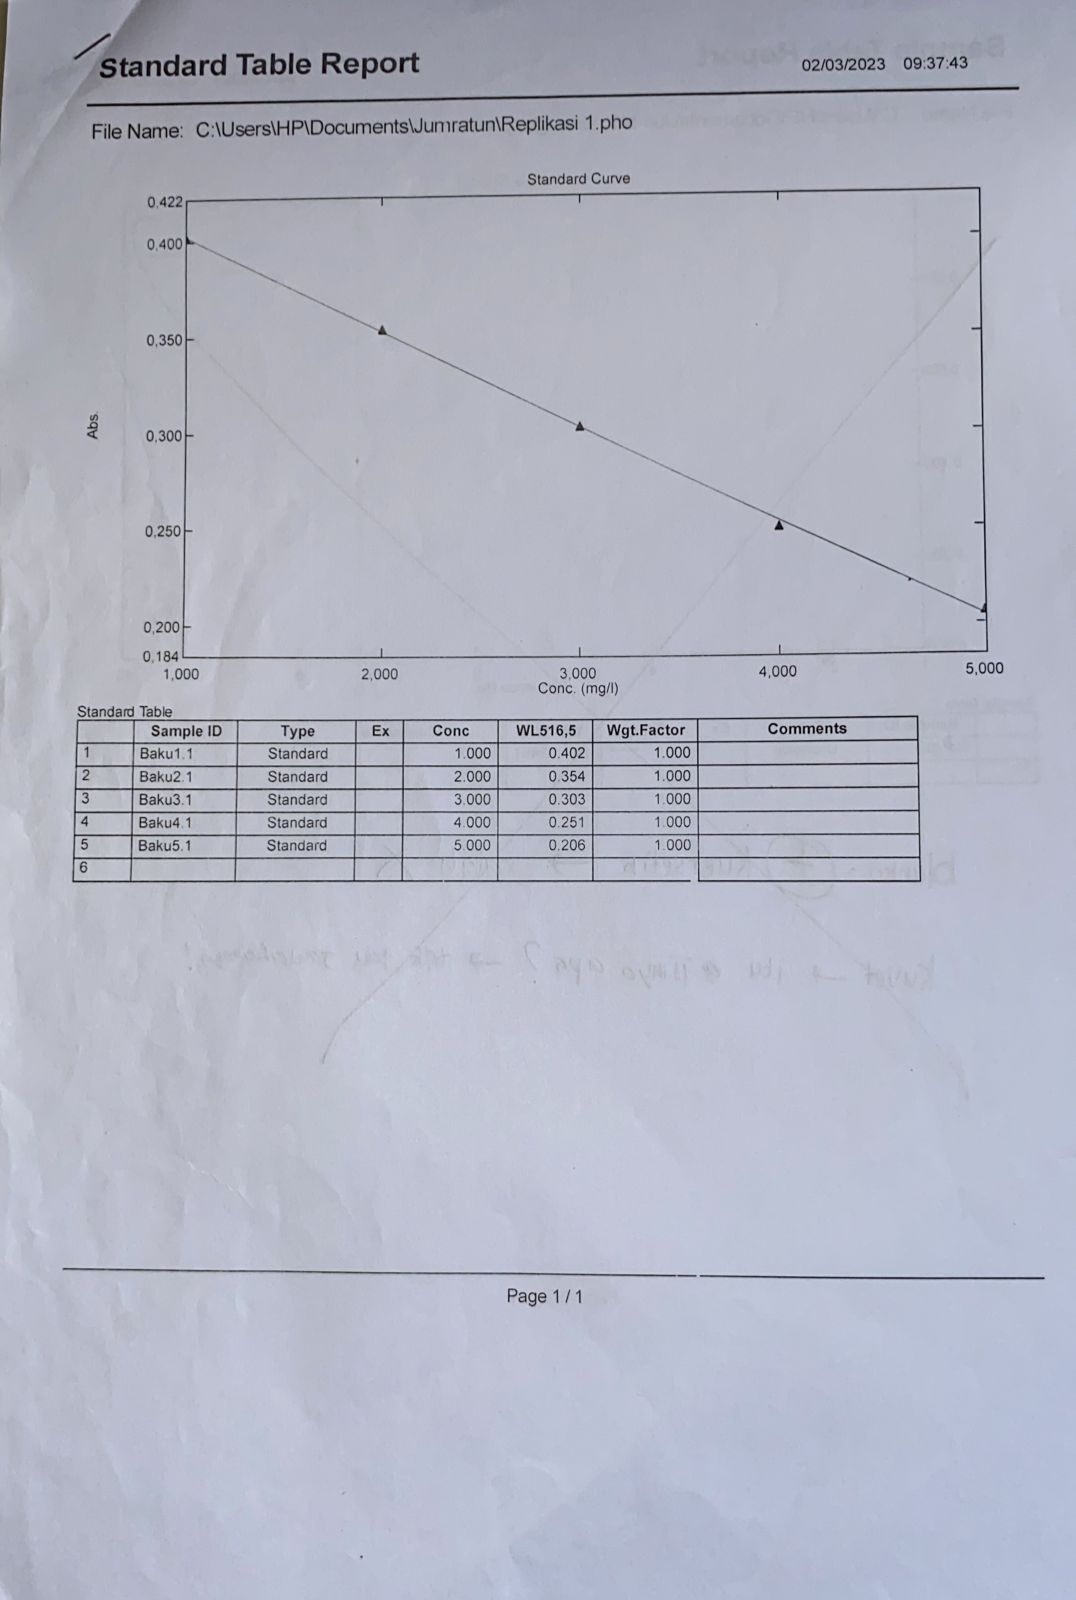 Standard Table Report
02/03/2023 09:37:43
File Name: C:\Users\HP\Documents\Jumratun\Replikasi 1.pho
Standard Curve
0,422
0,400
0,350
0,300
0,250
0,200
0,184
Abs.
1,000 2,000 3,000 4,000 5,000
Conc. (mg/l)
Standard Table
Sample ID Type Ex Conc WL516,5 Wgt.Factor Comments
1 Baku1.1 Standard 1.000 0.402 1.000
2 Baku2.1 Standard 2.000 0.354 1.000
3 Baku3.1 Standard 3.000 0.303 1.000
4 Baku4.1 Standard 4.000 0.251 1.000
5 Baku5.1 Standard 5.000 0.206 1.000
6
Page 1 / 1